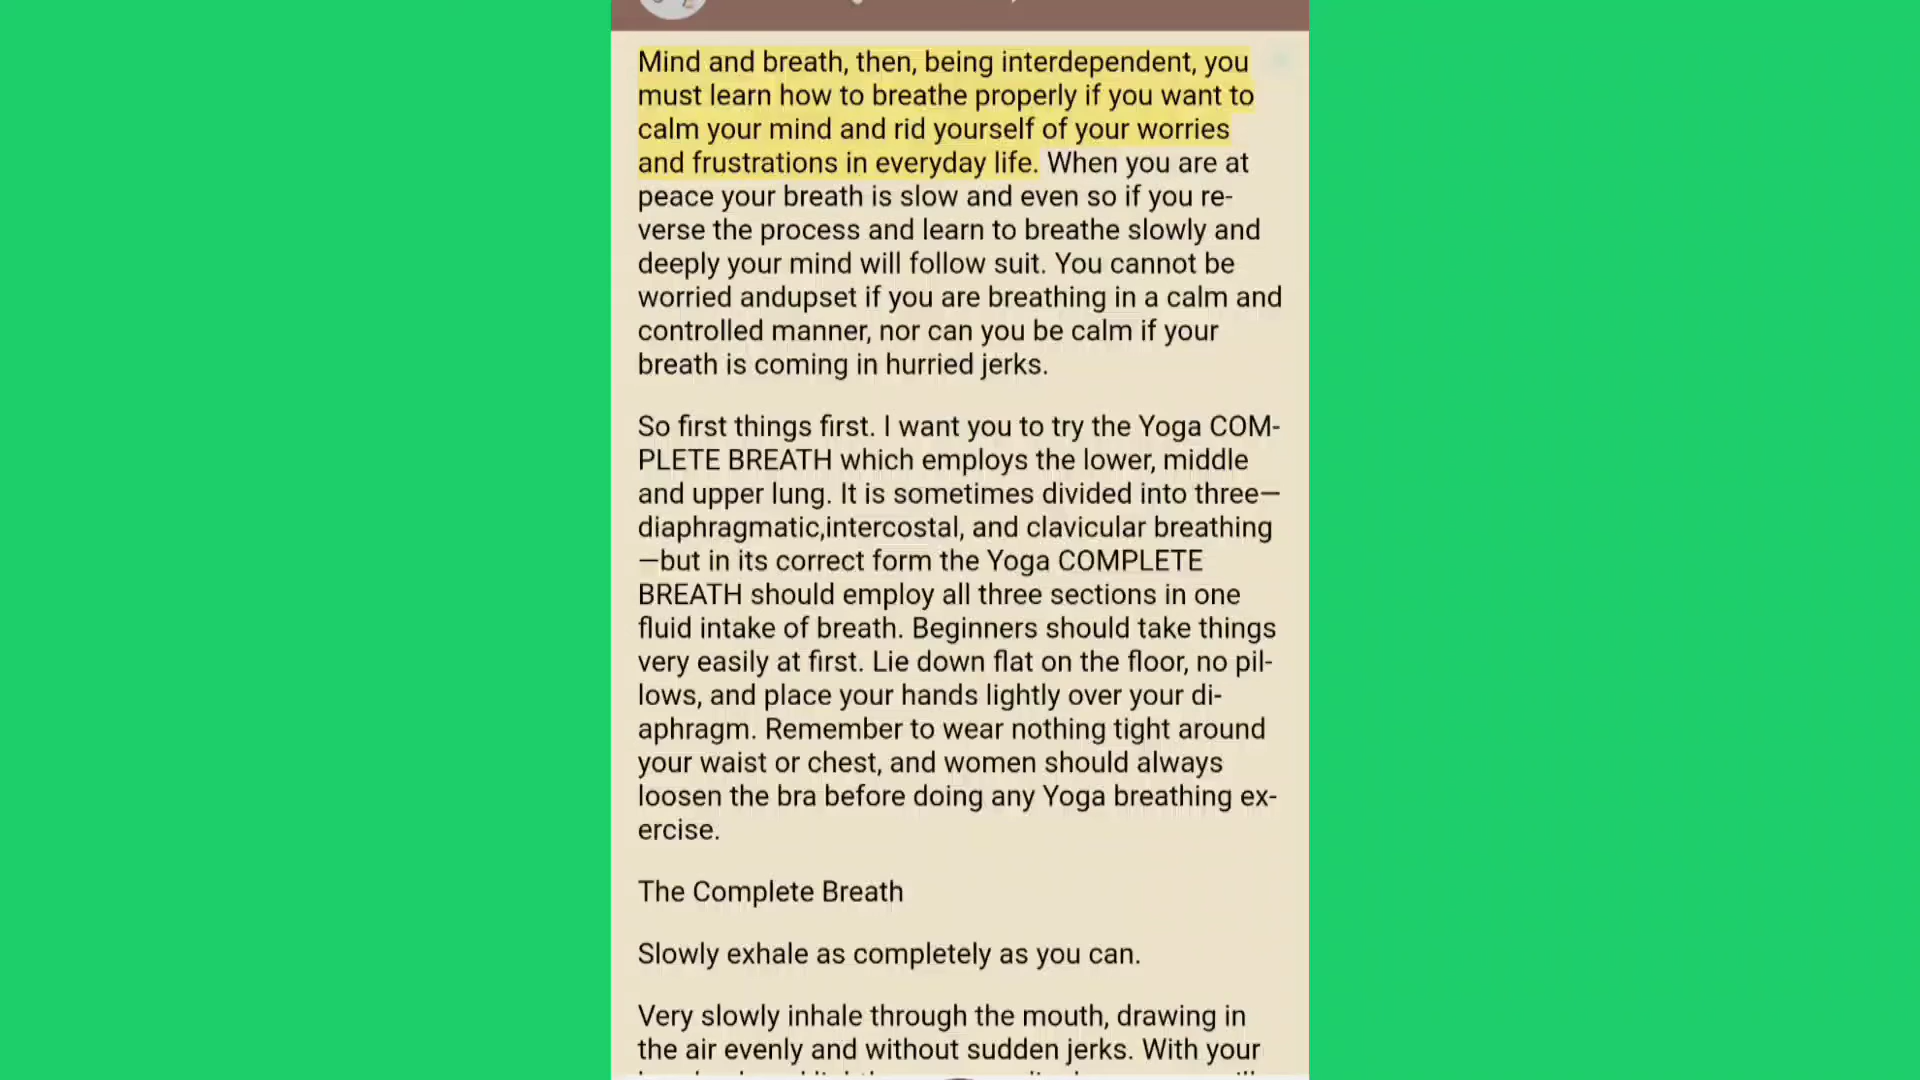 Mind and breath, then, being interdependent, you
must learn how to breathe properly if you want to
calm your mind and rid yourself of your worries
and frustrations in everyday life. When you are at
peace your breath is slow and even so if you re-
verse the process and learn to breathe slowly and
deeply your mind will follow suit. You cannot be
worried andupset if you are breathing in a calm and
controlled manner, nor can you be calm if your
breath is coming in hurried jerks.
So first things first. I want you to try the Yoga COM-
PLETE BREATH which employs the lower, middle
and upper lung. It is sometimes divided into three—
diaphragmatic,intercostal, and clavicular breathing
—but in its correct form the Yoga COMPLETE
BREATH should employ all three sections in one
fluid intake of breath. Beginners should take things
very easily at first. Lie down flat on the floor, no pil-
lows, and place your hands lightly over your di-
aphragm. Remember to wear nothing tight around
your waist or chest, and women should always
loosen the bra before doing any Yoga breathing ex-
ercise.
The Complete Breath
Slowly exhale as completely as you can.
Very slowly inhale through the mouth, drawing in
the air evenly and without sudden jerks. With your